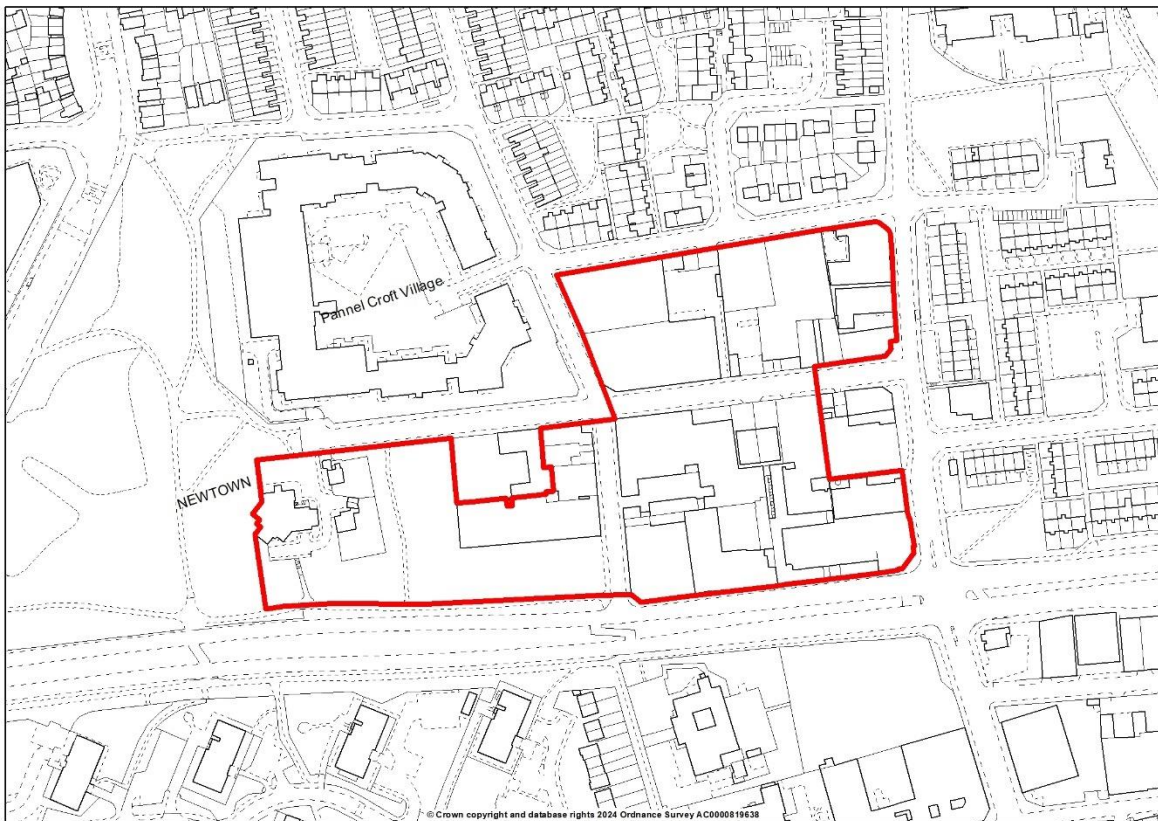 Pannel Croft Village
NEWTOWN
© Crown copyright and database rights 2024 Ordnance Survey AC0000819638